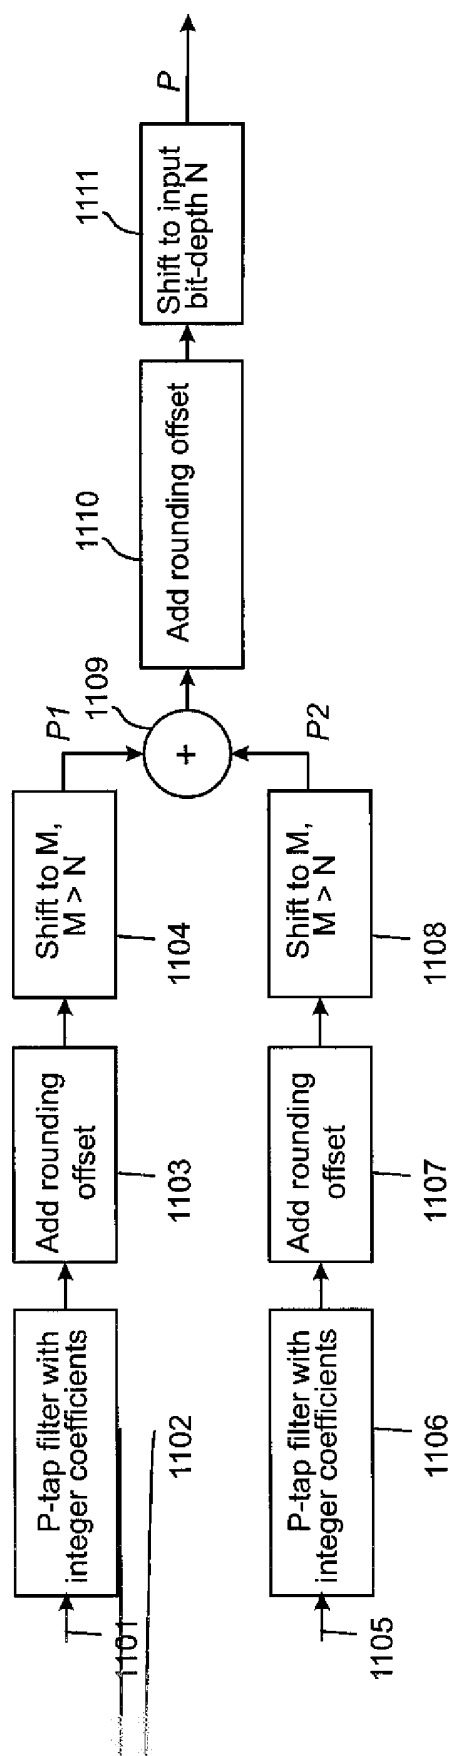 1101
P-tap filter with
integer coefficients
1102
Add rounding
offset
1103
Shift to M,
M > N
1104
P1
1105
P-tap filter with
integer coefficients
1106
Add rounding
offset
1107
Shift to M,
M > N
1108
P2
+
1109
Add rounding offset
1110
Shift to input
bit-depth N
1111
P